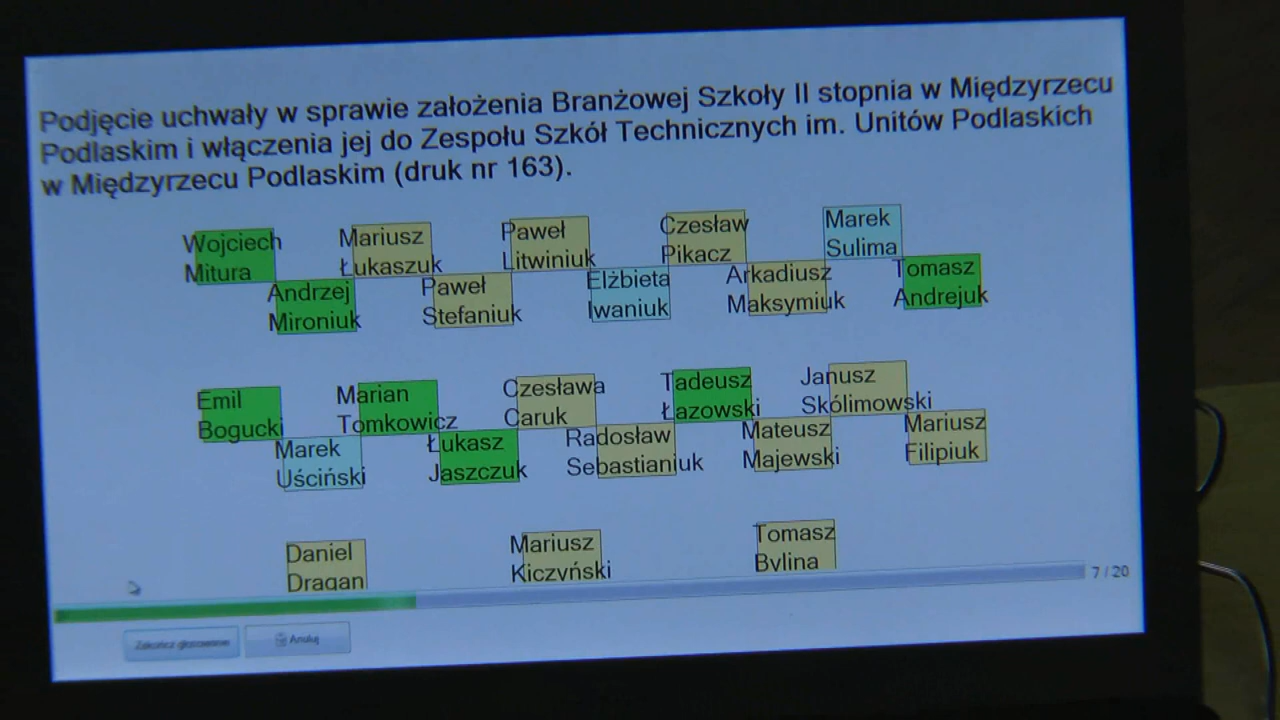 Podjęcie uchwały w sprawie założenia Branżowej Szkoły II stopnia w Międzyrzecu
Podlaskim i włączenia jej do Zespołu Szkół Technicznych im. Unitów Podlaskich
w Międzyrzecu Podlaskim (druk nr 163).
Wojciech
Mitura
Mariusz
Łukaszuk
Paweł
Litwiniuk
Czesław
Pikacz
Marek
Sulima
Andrzej
Mironiuk
Paweł
Stefaniuk
Elżbieta
Iwaniuk
Arkadiusz
Maksymiuk
Tomasz
Andrejuk
Emil
Bogucki
Marian
Tomkowicz
Czesława
Caruk
Tadeusz
Łazowski
Janusz
Skólimowski
Marek
Uściński
Łukasz
Jaszczuk
Radosław
Sebastianiuk
Mateusz
Majewski
Mariusz
Filipiuk
Daniel
Dragan
Mariusz
Kiczyński
Tomasz
Bylina
7 / 20
Zakończ głosowanie
Anuluj